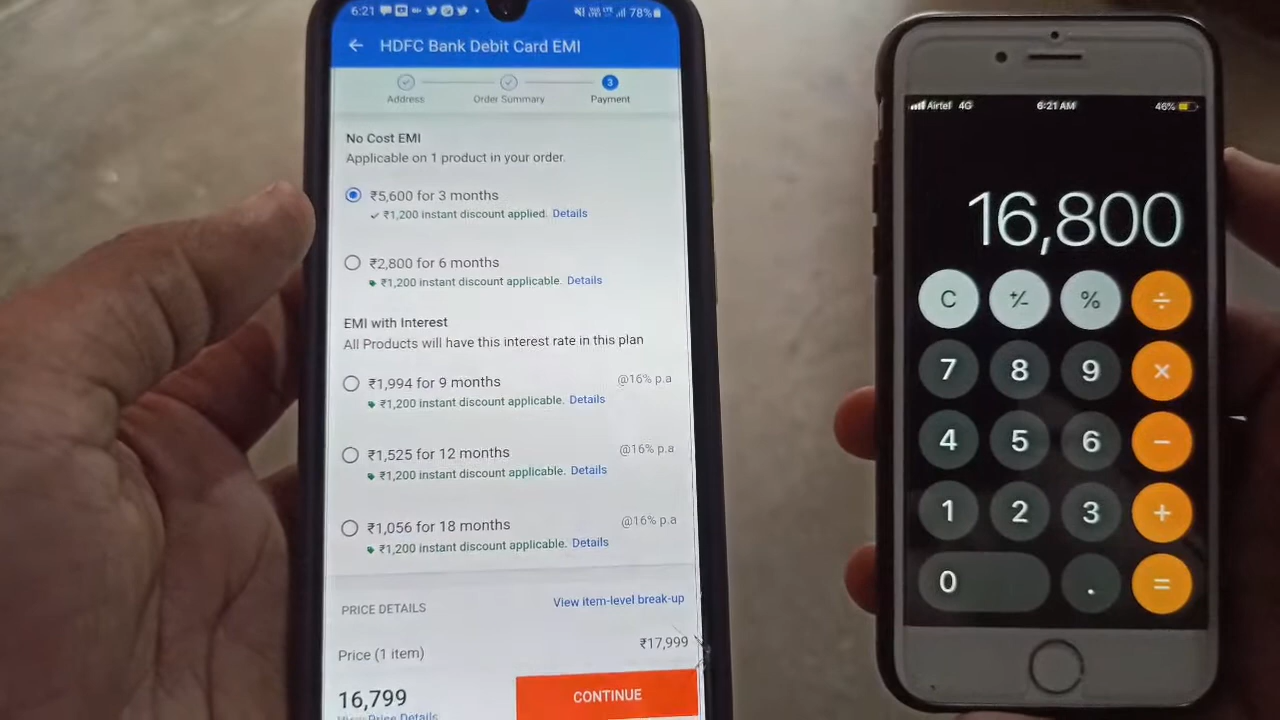 6:21
78%
HDFC Bank Debit Card EMI
3
Address
Order Summary
Payment
No Cost EMI
Applicable on 1 product in your order.
₹5,600 for 3 months
₹1,200 instant discount applied. Details
₹2,800 for 6 months
₹1,200 instant discount applicable. Details
EMI with Interest
All Products will have this interest rate in this plan
₹1,994 for 9 months @16% p.a
₹1,200 instant discount applicable. Details
₹1,525 for 12 months @16% p.a
₹1,200 instant discount applicable. Details
₹1,056 for 18 months @16% p.a
₹1,200 instant discount applicable. Details
PRICE DETAILS View item-level break-up
Price (1 item) ₹17,999
16,799
Price Details
CONTINUE
Airtel 4G 6:21 AM 46%
16,800
C +/- % ÷
7 8 9 ×
4 5 6 −
1 2 3 +
0 . =